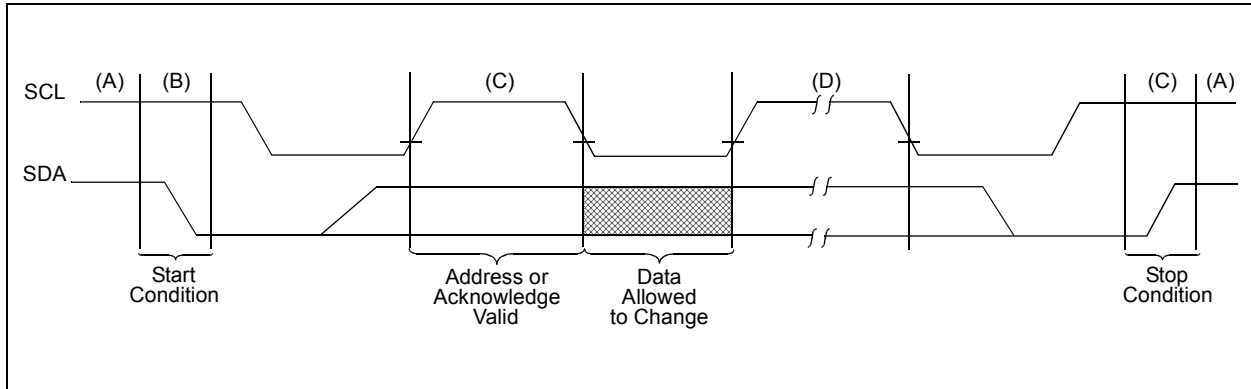 (A)
(B)
(C)
(D)
(C)
(A)
SCL
SDA
Start
Condition
Address or
Acknowledge
Valid
Data
Allowed
to Change
Stop
Condition